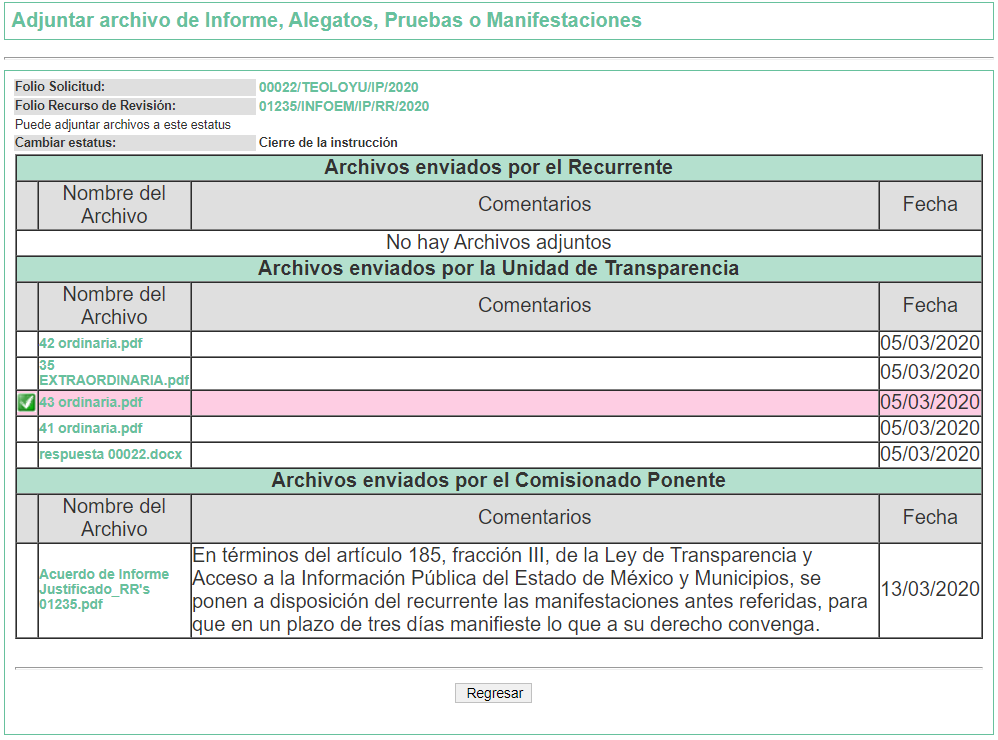 Adjuntar archivo de Informe, Alegatos, Pruebas o Manifestaciones
Folio Solicitud: 00022/TEOLOYU/IP/2020
Folio Recurso de Revisión: 01235/INFOEM/IP/RR/2020
Puede adjuntar archivos a este estatus
Cambiar estatus: Cierre de la instrucción
Archivos enviados por el Recurrente
Nombre del
Archivo
Comentarios
Fecha
No hay Archivos adjuntos
Archivos enviados por la Unidad de Transparencia
Nombre del
Archivo
Comentarios
Fecha
42 ordinaria.pdf 05/03/2020
35
EXTRAORDINARIA.pdf
05/03/2020
43 ordinaria.pdf 05/03/2020
41 ordinaria.pdf 05/03/2020
respuesta 00022.docx 05/03/2020
Archivos enviados por el Comisionado Ponente
Nombre del
Archivo
Comentarios
Fecha
Acuerdo de Informe
Justificado_RR's
01235.pdf
En términos del artículo 185, fracción III, de la Ley de Transparencia y
Acceso a la Información Pública del Estado de México y Municipios, se
ponen a disposición del recurrente las manifestaciones antes referidas, para
que en un plazo de tres días manifieste lo que a su derecho convenga.
13/03/2020
Regresar